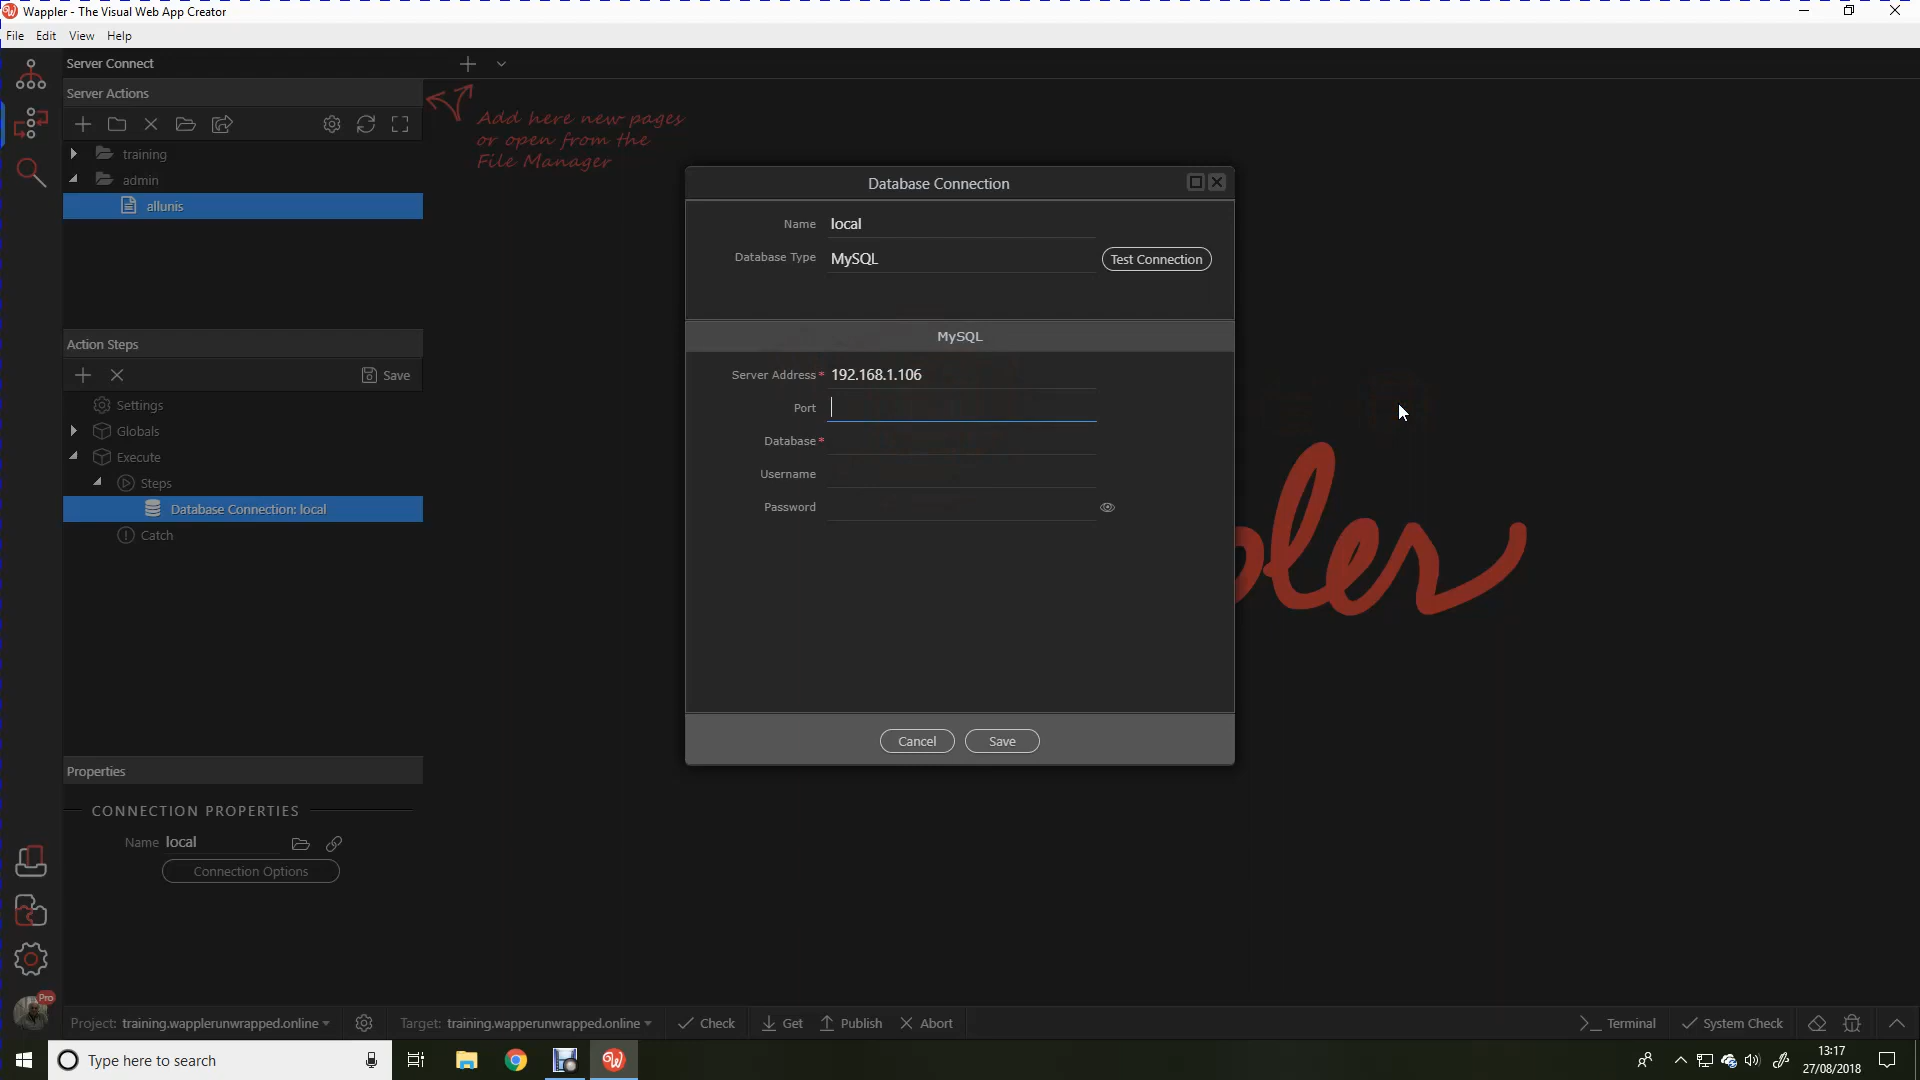 Wappler - The Visual Web App Creator
File Edit View Help
Server Connect
Server Actions
Add here new pages
or open from the
File Manager
training
admin
allunis
Database Connection
Name local
Database Type MySQL
Test Connection
MySQL
Server Address * 192.168.1.106
Port
Database *
Username
Password
Cancel Save
Action Steps
Save
Settings
Globals
Execute
Steps
Database Connection: local
Catch
Properties
CONNECTION PROPERTIES
Name local
Connection Options
Pro
Project: training.wapplerunwrapped.online
Target: training.wapperunwrapped.online
Check Get Publish Abort
Terminal System Check
Type here to search
13:17
27/08/2018